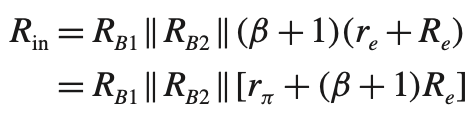 R_in = R_B1 ∥ R_B2 ∥ (β + 1)(r_e + R_e)
= R_B1 ∥ R_B2 ∥ [r_π + (β + 1)R_e]